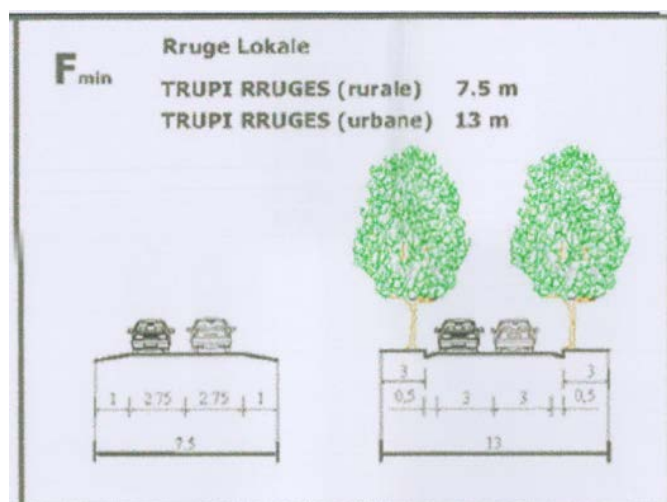 Rruge Lokale
F min
TRUPI RRUGES (rurale) 7.5 m
TRUPI RRUGES (urbane) 13 m
3 3
1 2.75 2.75 1 0,5 3 3 0,5
7.5 13